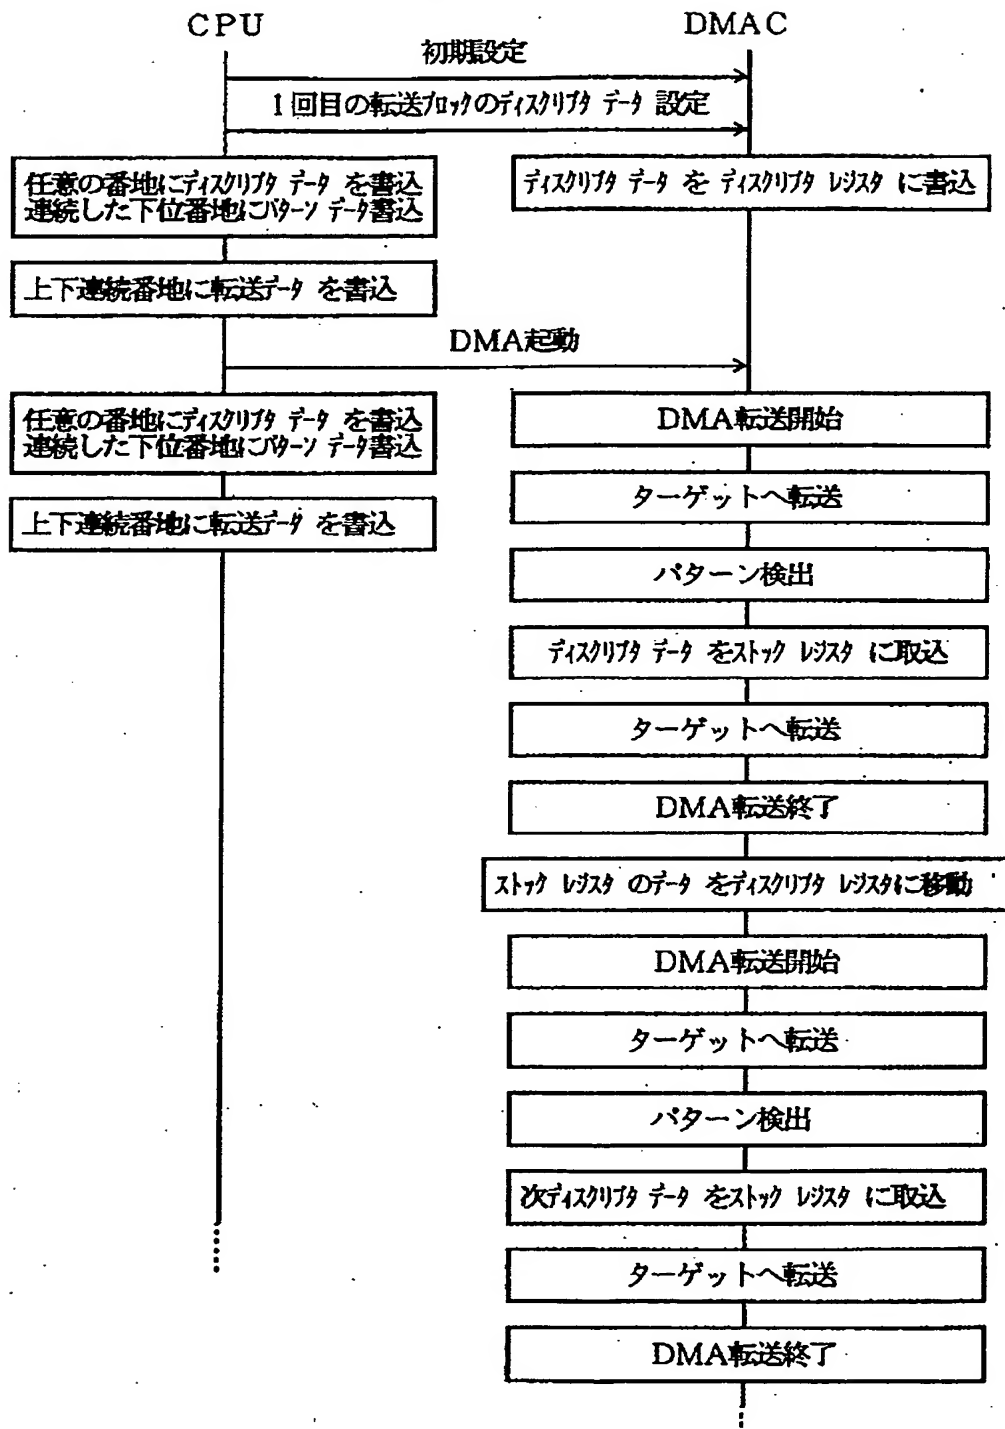 CPU
DMAC
初期設定
1回目の転送ブロックのディスクリプタ データ 設定
任意の番地にディスクリプタ データ を書込
連続した下位番地にパターン データ書込
ディスクリプタ データ を ディスクリプタ レジスタ に書込
上下連続番地に転送データ を書込
DMA起動
任意の番地にディスクリプタ データ を書込
連続した下位番地にパターン データ書込
DMA転送開始
ターゲットへ転送
上下連続番地に転送データ を書込
パターン検出
ディスクリプタ データ をストック レジスタ に取込
ターゲットへ転送
DMA転送終了
ストック レジスタ のデータ をディスクリプタ レジスタに移動
DMA転送開始
ターゲットへ転送
パターン検出
次ディスクリプタ データ をストック レジスタ に取込
ターゲットへ転送
DMA転送終了